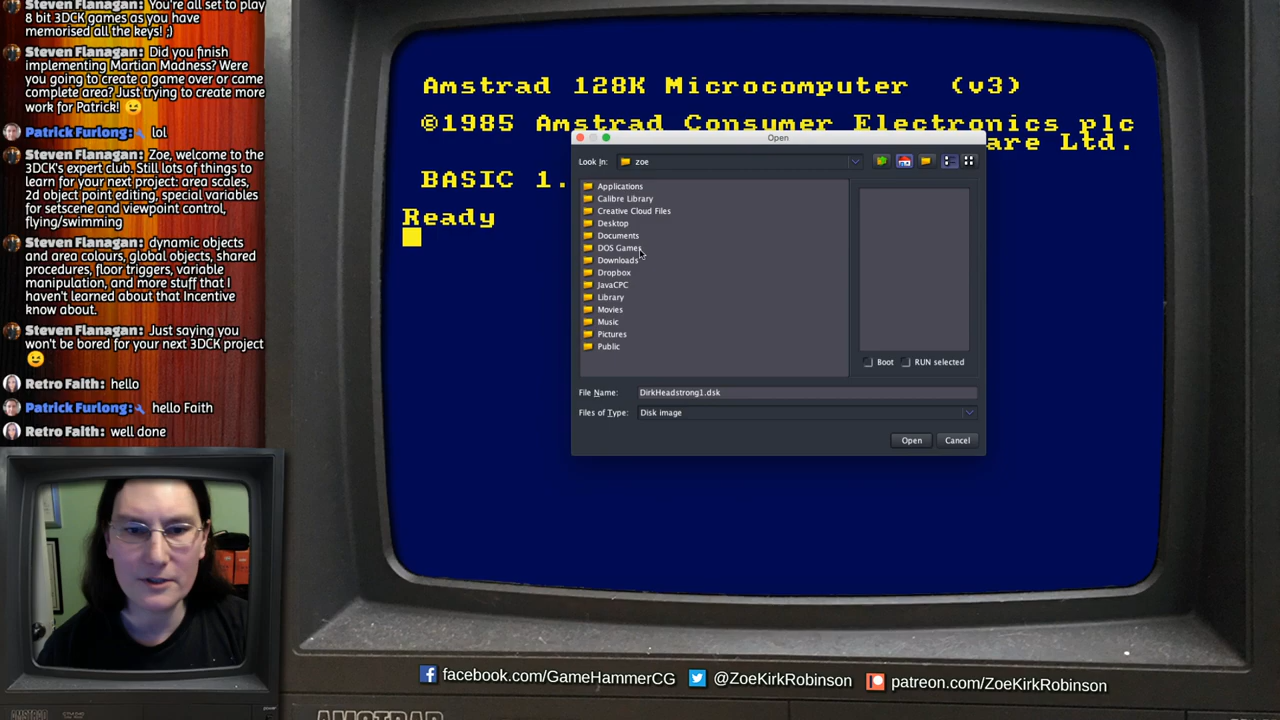 Steven Flanagan: You're all set to play
8 bit 3DCK games as you have
memorised all the keys! ;)
Steven Flanagan: Did you finish
implementing Martian Madness? Were
you going to create a game over or came
complete area? Just trying to create more
work for Patrick! 😉
Patrick Furlong: lol
Steven Flanagan: Zoe, welcome to the
3DCK's expert club. Still lots of things to
learn for your next project: area scales,
2d object point editing, special variables
for setscene and viewpoint control,
flying/swimming
Steven Flanagan: dynamic objects
and area colours, global objects, shared
procedures, floor triggers, variable
manipulation, and more stuff that I
haven't learned about that Incentive
know about.
Steven Flanagan: Just saying you
won't be bored for your next 3DCK project
😉
Retro Faith: hello
Patrick Furlong: hello Faith
Retro Faith: well done
Amstrad 128K Microcomputer (v3)
©1985 Amstrad Consumer Electronics plc
are Ltd.
BASIC 1.
Ready
Open
Look In: zoe
Applications
Calibre Library
Creative Cloud Files
Desktop
Documents
DOS Games
Downloads
Dropbox
JavaCPC
Library
Movies
Music
Pictures
Public
Boot RUN selected
File Name: DirkHeadstrong1.dsk
Files of Type: Disk image
Open Cancel
facebook.com/GameHammerCG @ZoeKirkRobinson patreon.com/ZoeKirkRobinson
AMSTRAD